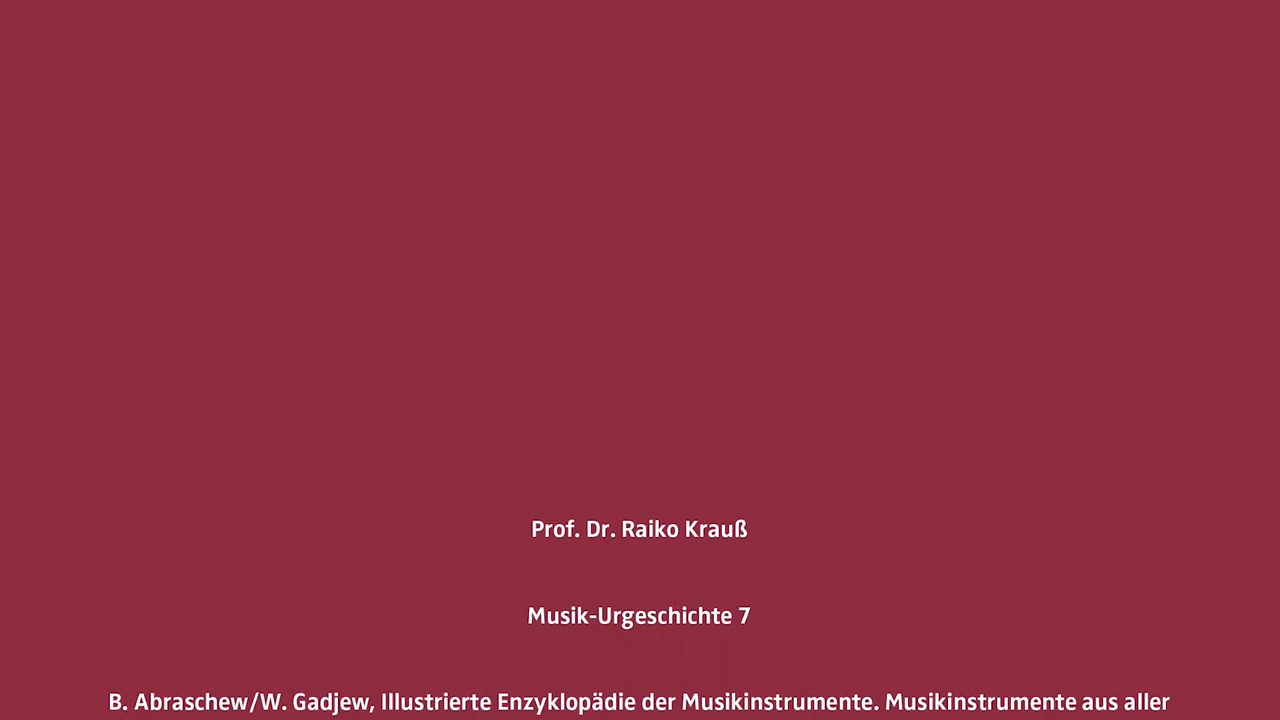 Prof. Dr. Raiko Krauß
Musik-Urgeschichte 7
B. Abraschew/W. Gadjew, Illustrierte Enzyklopädie der Musikinstrumente. Musikinstrumente aus aller